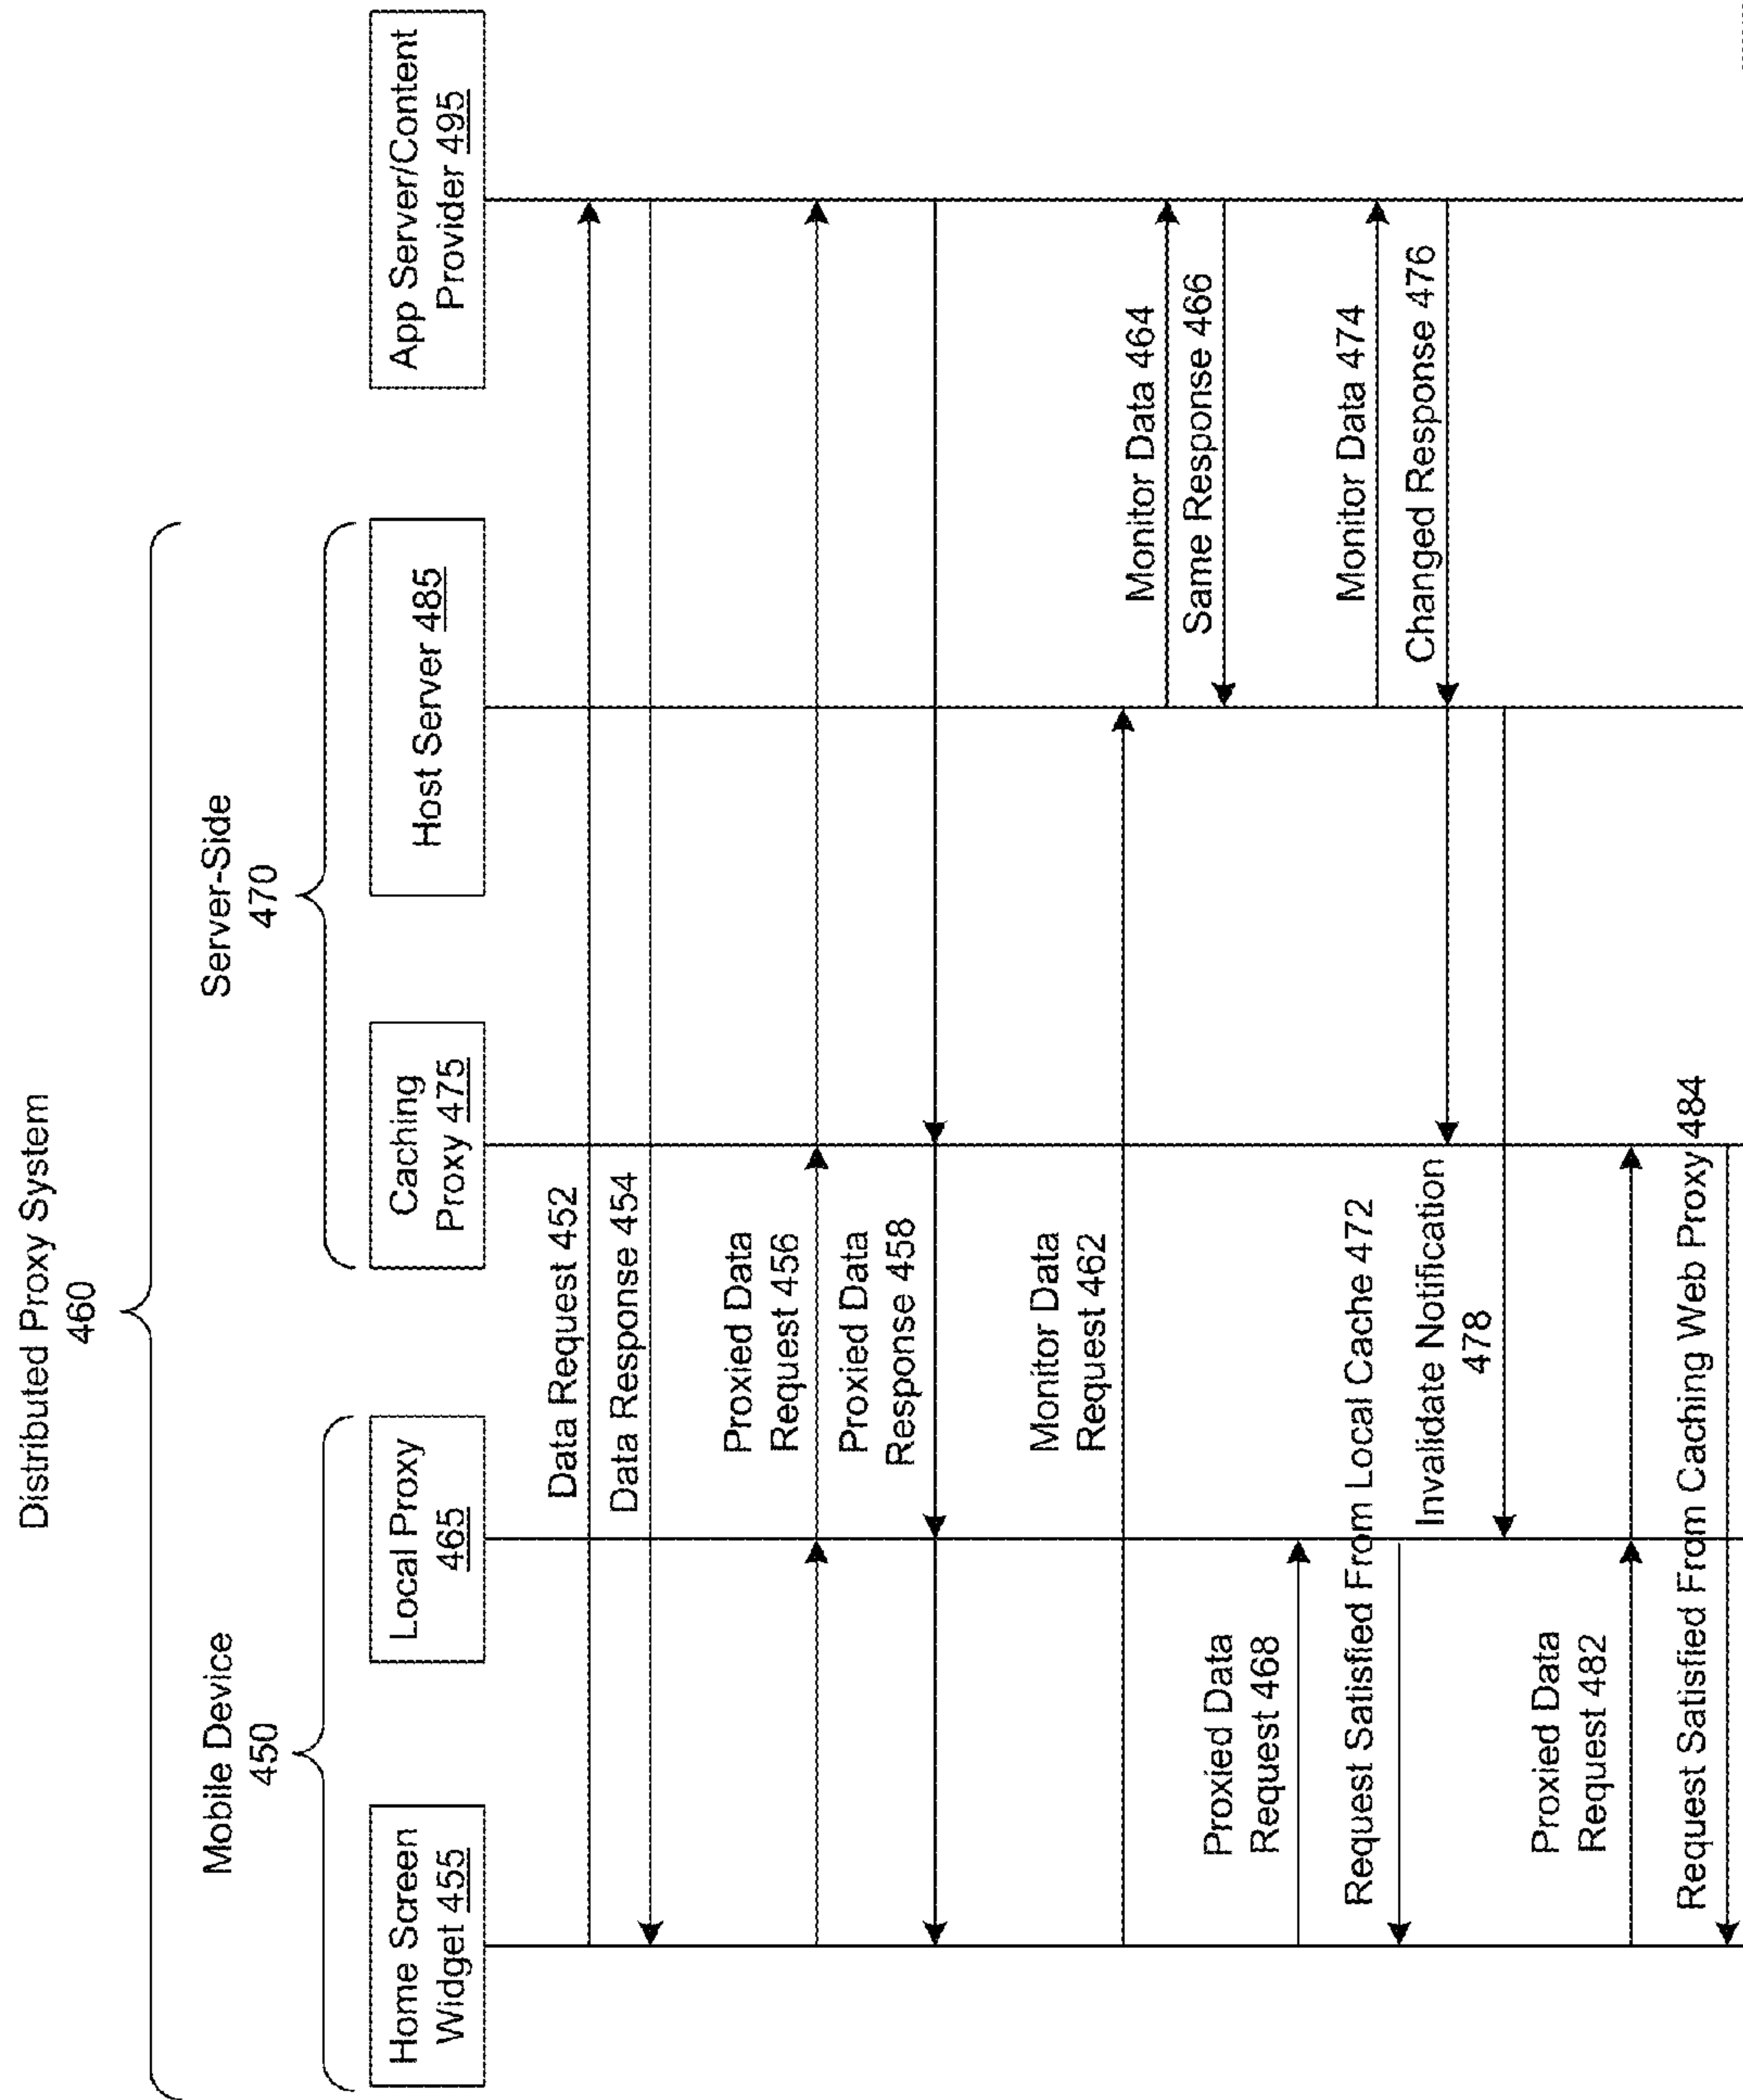 Distributed Proxy System
460
Mobile Device
450
Server-Side
470
Home Screen
Widget 455
Local Proxy
465
Caching
Proxy 475
Host Server 485
App Server/Content
Provider 495
Data Request 452
Data Response 454
Proxied Data
Request 456
Proxied Data
Response 458
Monitor Data
Request 462
Monitor Data 464
Same Response 466
Proxied Data
Request 468
Request Satisfied From Local Cache 472
Monitor Data 474
Changed Response 476
Invalidate Notification
478
Proxied Data
Request 482
Request Satisfied From Caching Web Proxy 484